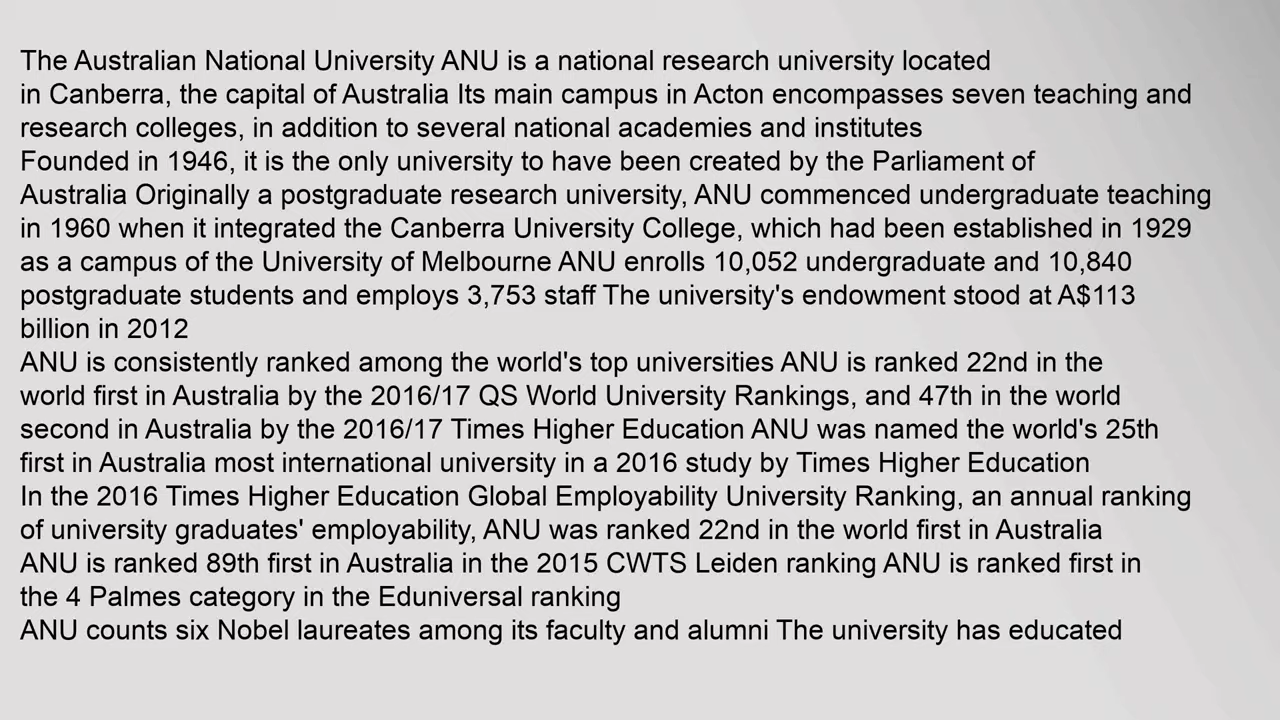 The Australian National University ANU is a national research university located
in Canberra, the capital of Australia Its main campus in Acton encompasses seven teaching and
research colleges, in addition to several national academies and institutes
Founded in 1946, it is the only university to have been created by the Parliament of
Australia Originally a postgraduate research university, ANU commenced undergraduate teaching
in 1960 when it integrated the Canberra University College, which had been established in 1929
as a campus of the University of Melbourne ANU enrolls 10,052 undergraduate and 10,840
postgraduate students and employs 3,753 staff The university's endowment stood at A$113
billion in 2012
ANU is consistently ranked among the world's top universities ANU is ranked 22nd in the
world first in Australia by the 2016/17 QS World University Rankings, and 47th in the world
second in Australia by the 2016/17 Times Higher Education ANU was named the world's 25th
first in Australia most international university in a 2016 study by Times Higher Education
In the 2016 Times Higher Education Global Employability University Ranking, an annual ranking
of university graduates' employability, ANU was ranked 22nd in the world first in Australia
ANU is ranked 89th first in Australia in the 2015 CWTS Leiden ranking ANU is ranked first in
the 4 Palmes category in the Eduniversal ranking
ANU counts six Nobel laureates among its faculty and alumni The university has educated